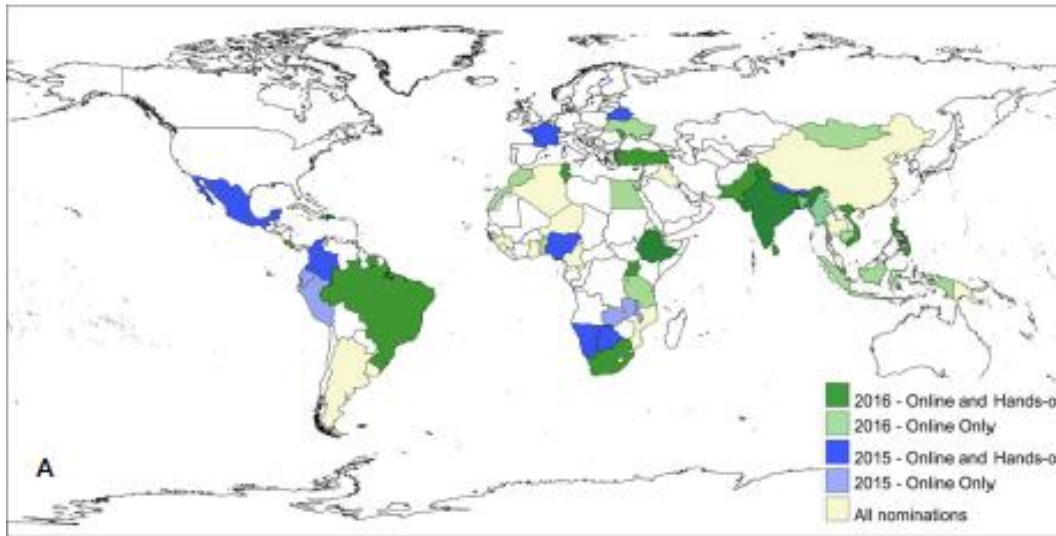 2016 - Online and Hands-o
2016 - Online Only
2015 - Online and Hands-o
2015 - Online Only
All nominations
A